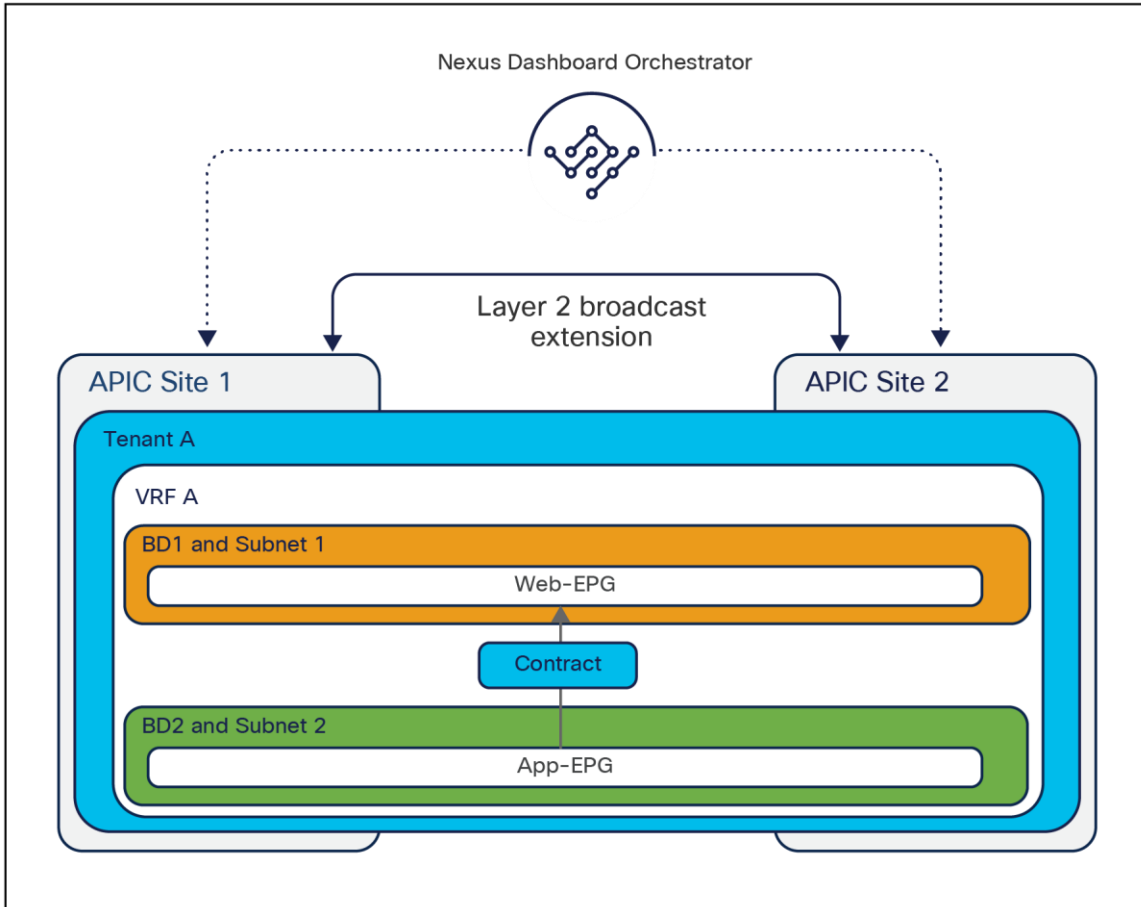 Nexus Dashboard Orchestrator
Layer 2 broadcast
extension
APIC Site 1
APIC Site 2
Tenant A
VRF A
BD1 and Subnet 1
Web-EPG
Contract
BD2 and Subnet 2
App-EPG